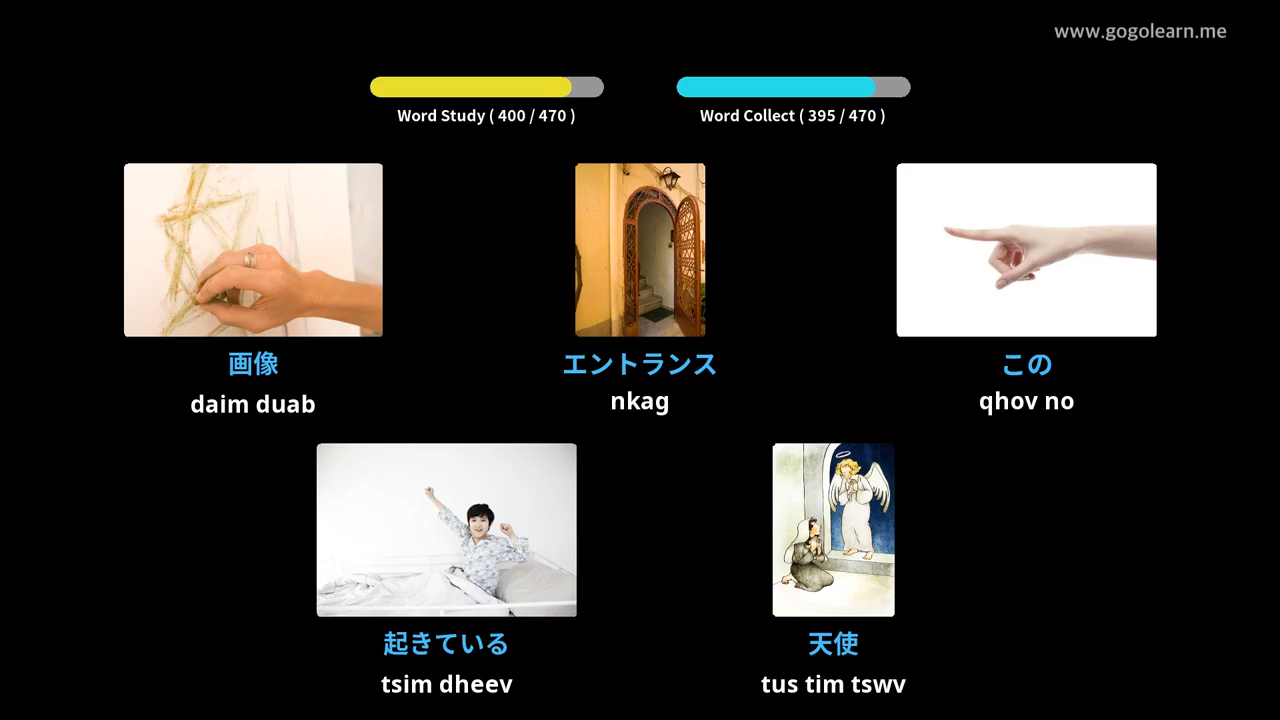 www.gogolearn.me
Word Study ( 400 / 470 )
Word Collect ( 395 / 470 )
画像
daim duab
エントランス
nkag
この
qhov no
起きている
tsim dheev
天使
tus tim tswv